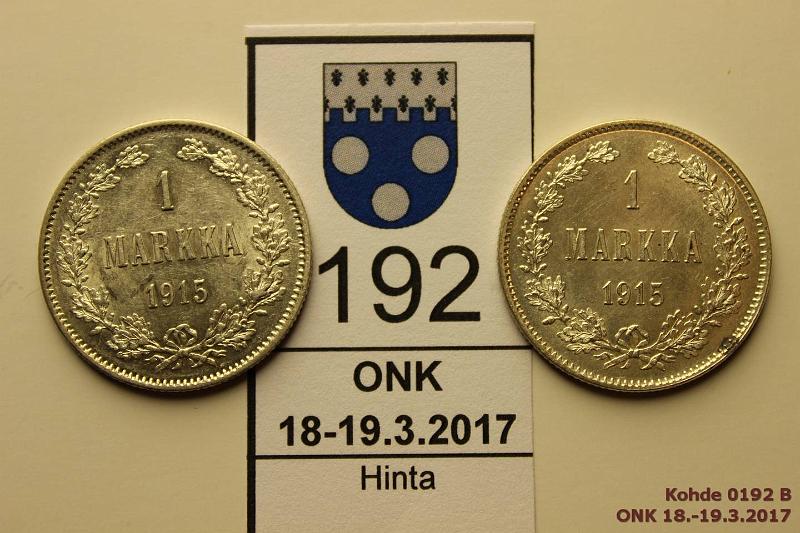 1
MARKKA
1915
192
ONK
18-19.3.2017
Hinta
1
MARKKA
1915
Kohde 0192 B
ONK 18.-19.3.2017